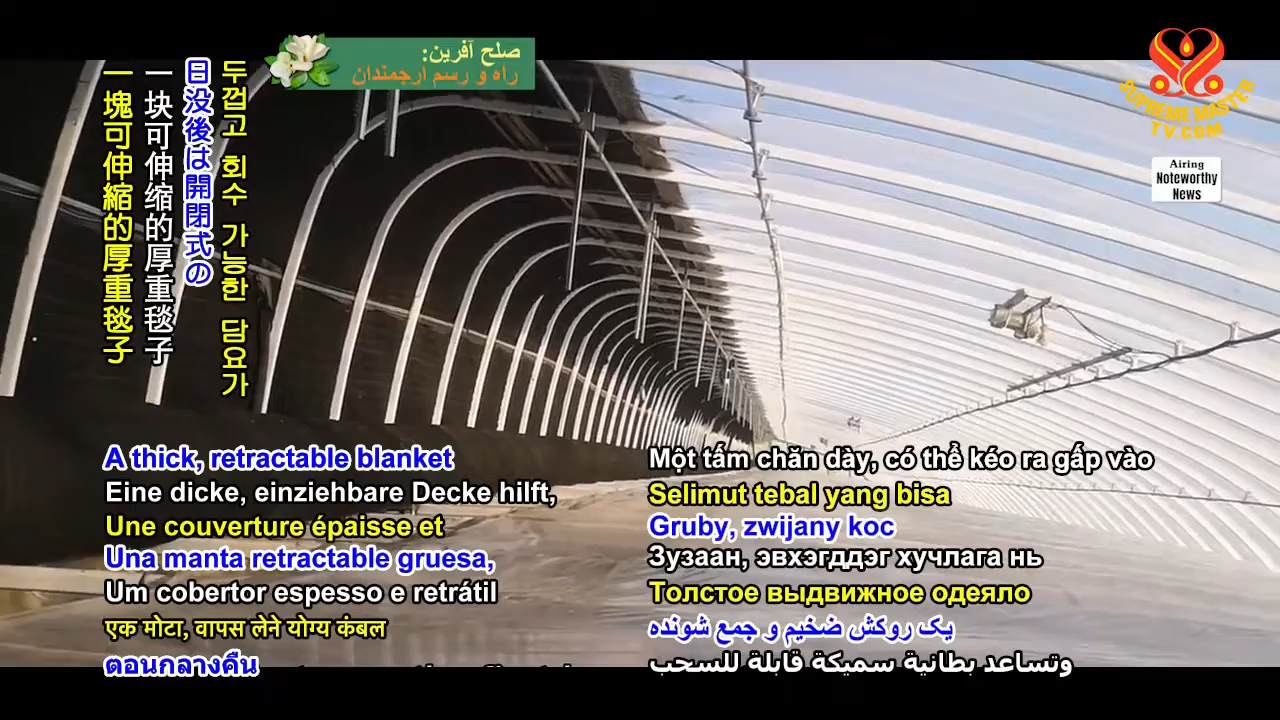 صلح آفرین:
راه و رسم ارجمندان
SUPREME MASTER
TV.COM
Airing
Noteworthy
News
두껍고 회수 가능한 담요가
日没後は開閉式の
一块可伸缩的厚重毯子
一塊可伸縮的厚重毯子
A thick, retractable blanket
Eine dicke, einziehbare Decke hilft,
Une couverture épaisse et
Una manta retractable gruesa,
Um cobertor espesso e retrátil
एक मोटा, वापस लेने योग्य कंबल
ตอนกลางคืน
Một tấm chăn dày, có thể kéo ra gấp vào
Selimut tebal yang bisa
Gruby, zwijany koc
Зузаан, эвхэгддэг хучлага нь
Толстое выдвижное одеяло
یک روکش ضخیم و جمع شونده
وتساعد بطانية سميكة قابلة للسحب